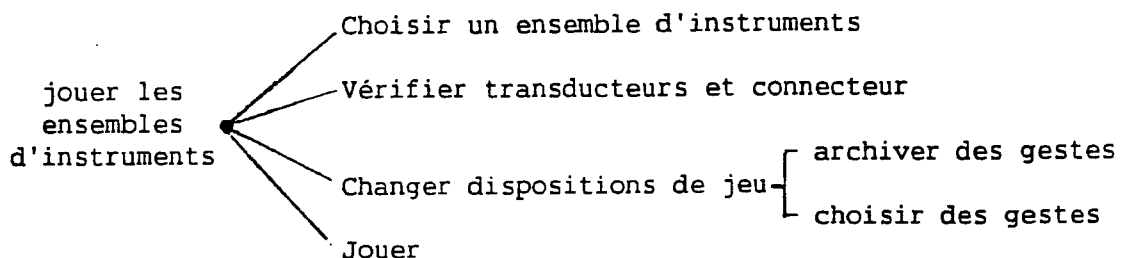 jouer les
ensembles
d'instruments
Choisir un ensemble d'instruments
Vérifier transducteurs et connecteur
Changer dispositions de jeu
archiver des gestes
choisir des gestes
Jouer